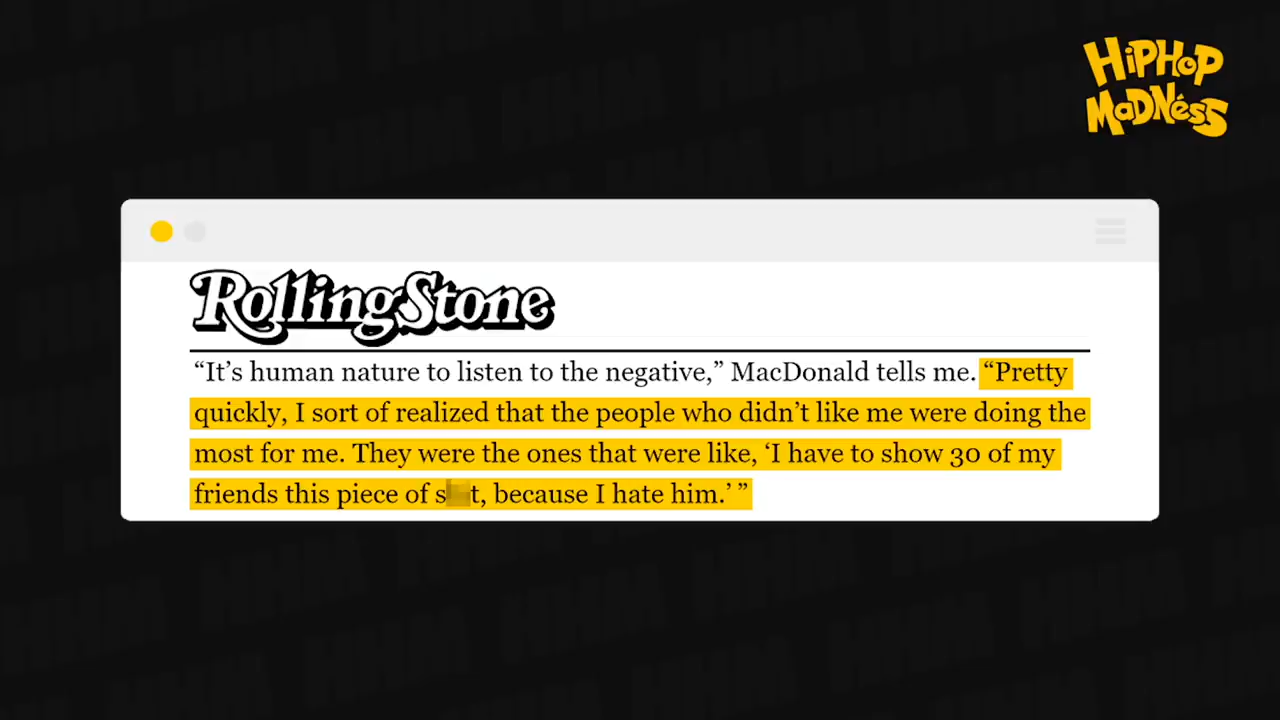 HiPHoP
MaDNéss
RollingStone
“It’s human nature to listen to the negative,” MacDonald tells me. “Pretty
quickly, I sort of realized that the people who didn’t like me were doing the
most for me. They were the ones that were like, ‘I have to show 30 of my
friends this piece of s t, because I hate him.’ ”